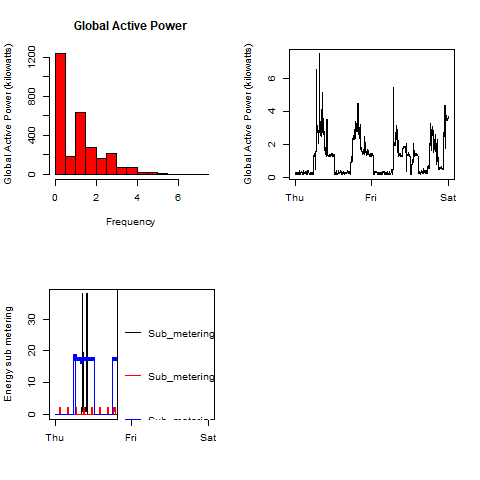 Global Active Power
Global Active Power (kilowatts)
1200
800
400
0
0
2
4
6
Frequency
Global Active Power (kilowatts)
6
4
2
0
Thu
Fri
Sat
Energy sub metering
30
20
10
0
Thu
Fri
Sat
Sub_metering
Sub_metering
Sub_metering